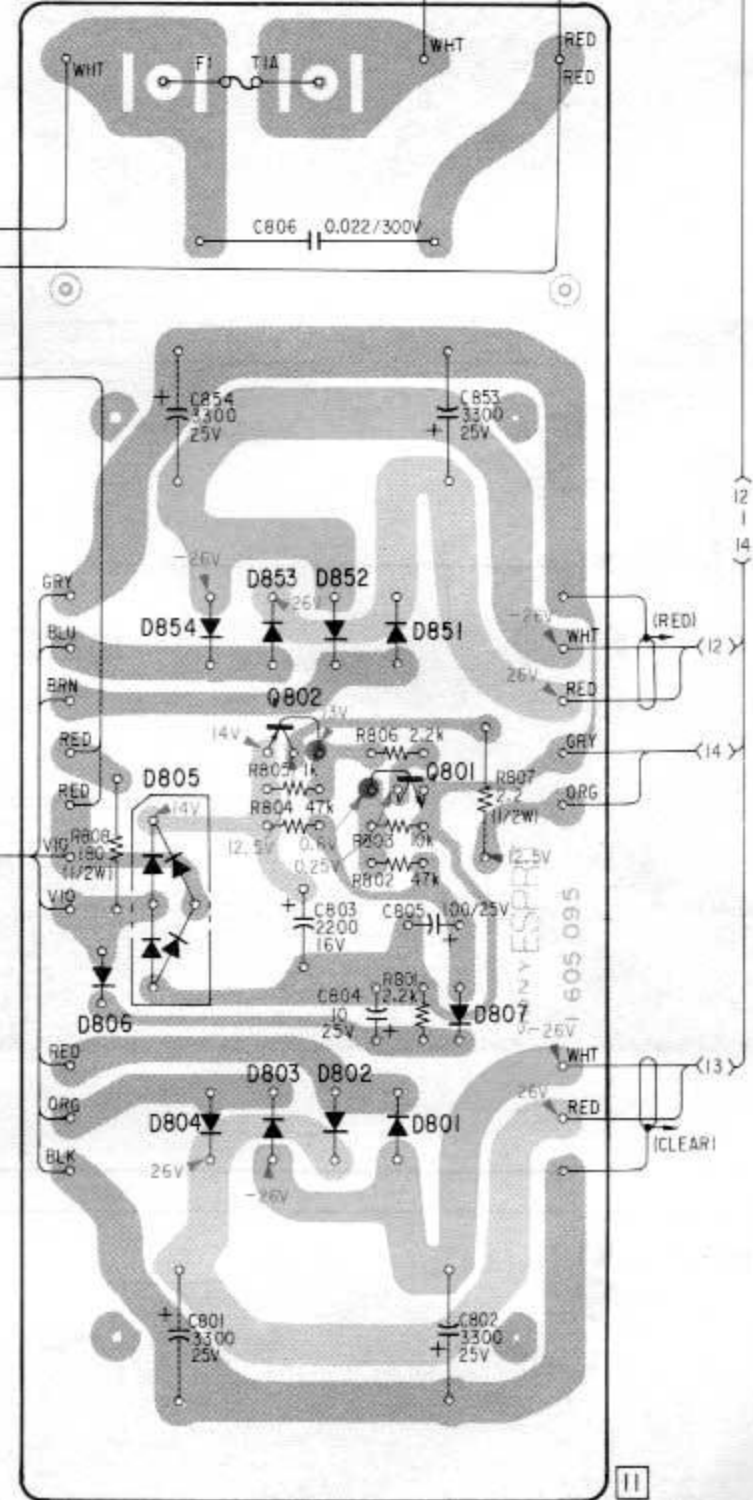 WHT
F1 T1A
WHT
RED
RED
C806 0.022/300V
C854
3300
25V
C853
3300
25V
12
|
14
-26V
D853 D852
-26V
GRY
D854
D851
BLU
-26V
WHT
(RED)
12
BRN
26V
RED
Q802
13V
14V
R806 2.2k
GRY
14
RED
R805 1k
Q801
R807
2.2
(1/2W)
RED
D805
14V
R804 47k
ORG
VIO
R808
180
(1/2W)
12.5V
0.6V
R803 10k
0.25V
12.5V
R802 47k
VIO
C803
2200
16V
C805
100/25V
1 605 095
D806
C804
10
25V
R801
2.2k
D807
-26V
WHT
13
RED
D803 D802
26V
RED
ORG
D804
D801
(CLEAR)
BLK
26V
-26V
C801
3300
25V
C802
3300
25V
11